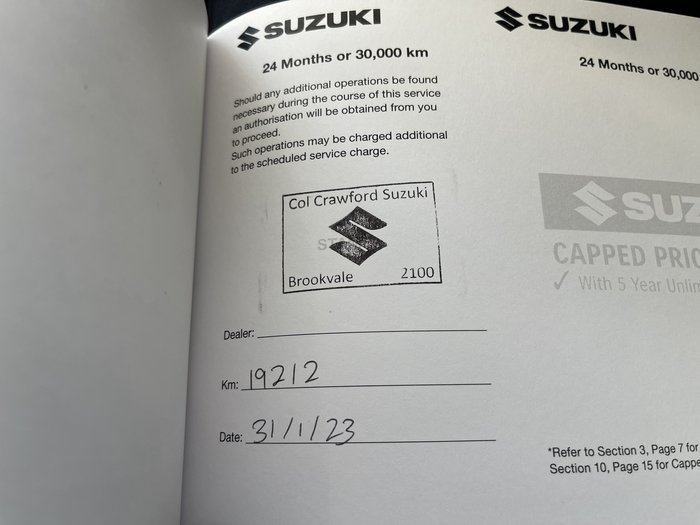 SUZUKI
24 Months or 30,000 km
Should any additional operations be found
necessary during the course of this service
an authorisation will be obtained from you
to proceed.
Such operations may be charged additional
to the scheduled service charge.
Col Crawford Suzuki
Brookvale 2100
Dealer:
Km: 19212
Date: 31/1/23
SUZUKI
24 Months or 30,000
SUZ
CAPPED PRIC
✓ With 5 Year Unlim
*Refer to Section 3, Page 7 for
Section 10, Page 15 for Cappe